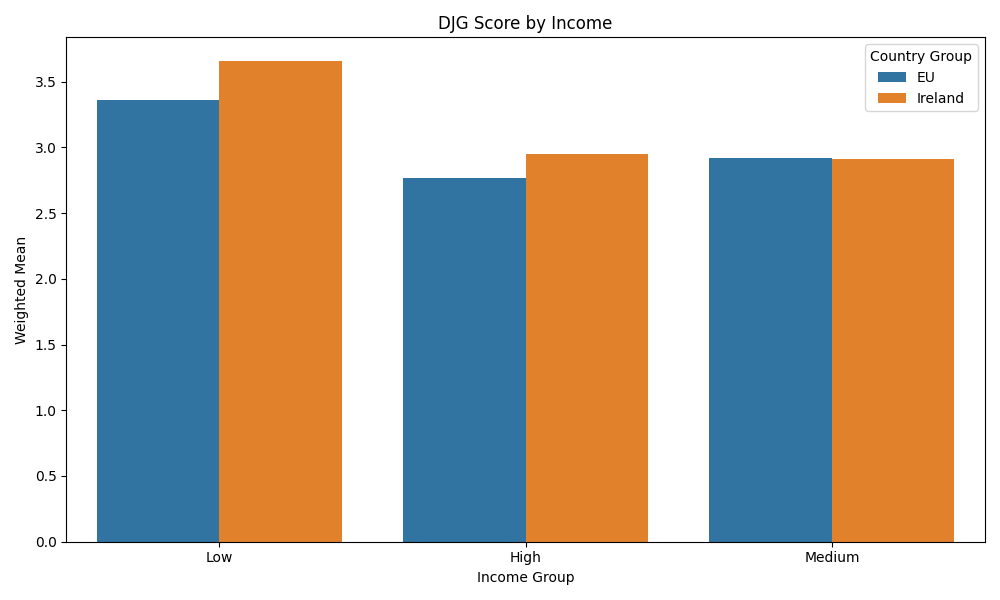 DJG Score by Income
Country Group
EU
Ireland
Weighted Mean
3.5
3.0
2.5
2.0
1.5
1.0
0.5
0.0
Low
High
Medium
Income Group